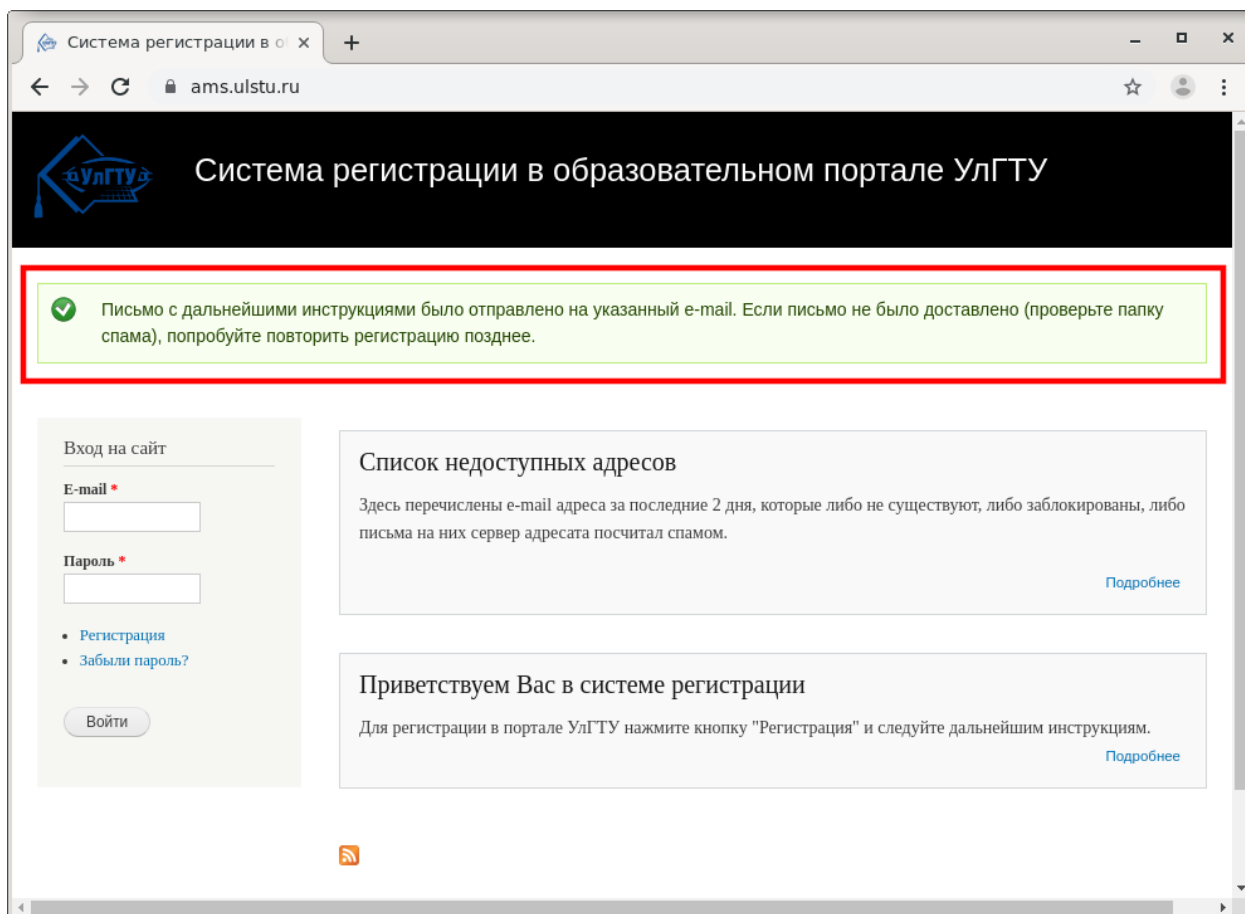 Система регистрации в о
ams.ulstu.ru
УлГТУ
Система регистрации в образовательном портале УлГТУ
Письмо с дальнейшими инструкциями было отправлено на указанный e-mail. Если письмо не было доставлено (проверьте папку
спама), попробуйте повторить регистрацию позднее.
Вход на сайт
E-mail *
Пароль *
Регистрация
Забыли пароль?
Войти
Список недоступных адресов
Здесь перечислены e-mail адреса за последние 2 дня, которые либо не существуют, либо заблокированы, либо
письма на них сервер адресата посчитал спамом.
Подробнее
Приветствуем Вас в системе регистрации
Для регистрации в портале УлГТУ нажмите кнопку "Регистрация" и следуйте дальнейшим инструкциям.
Подробнее